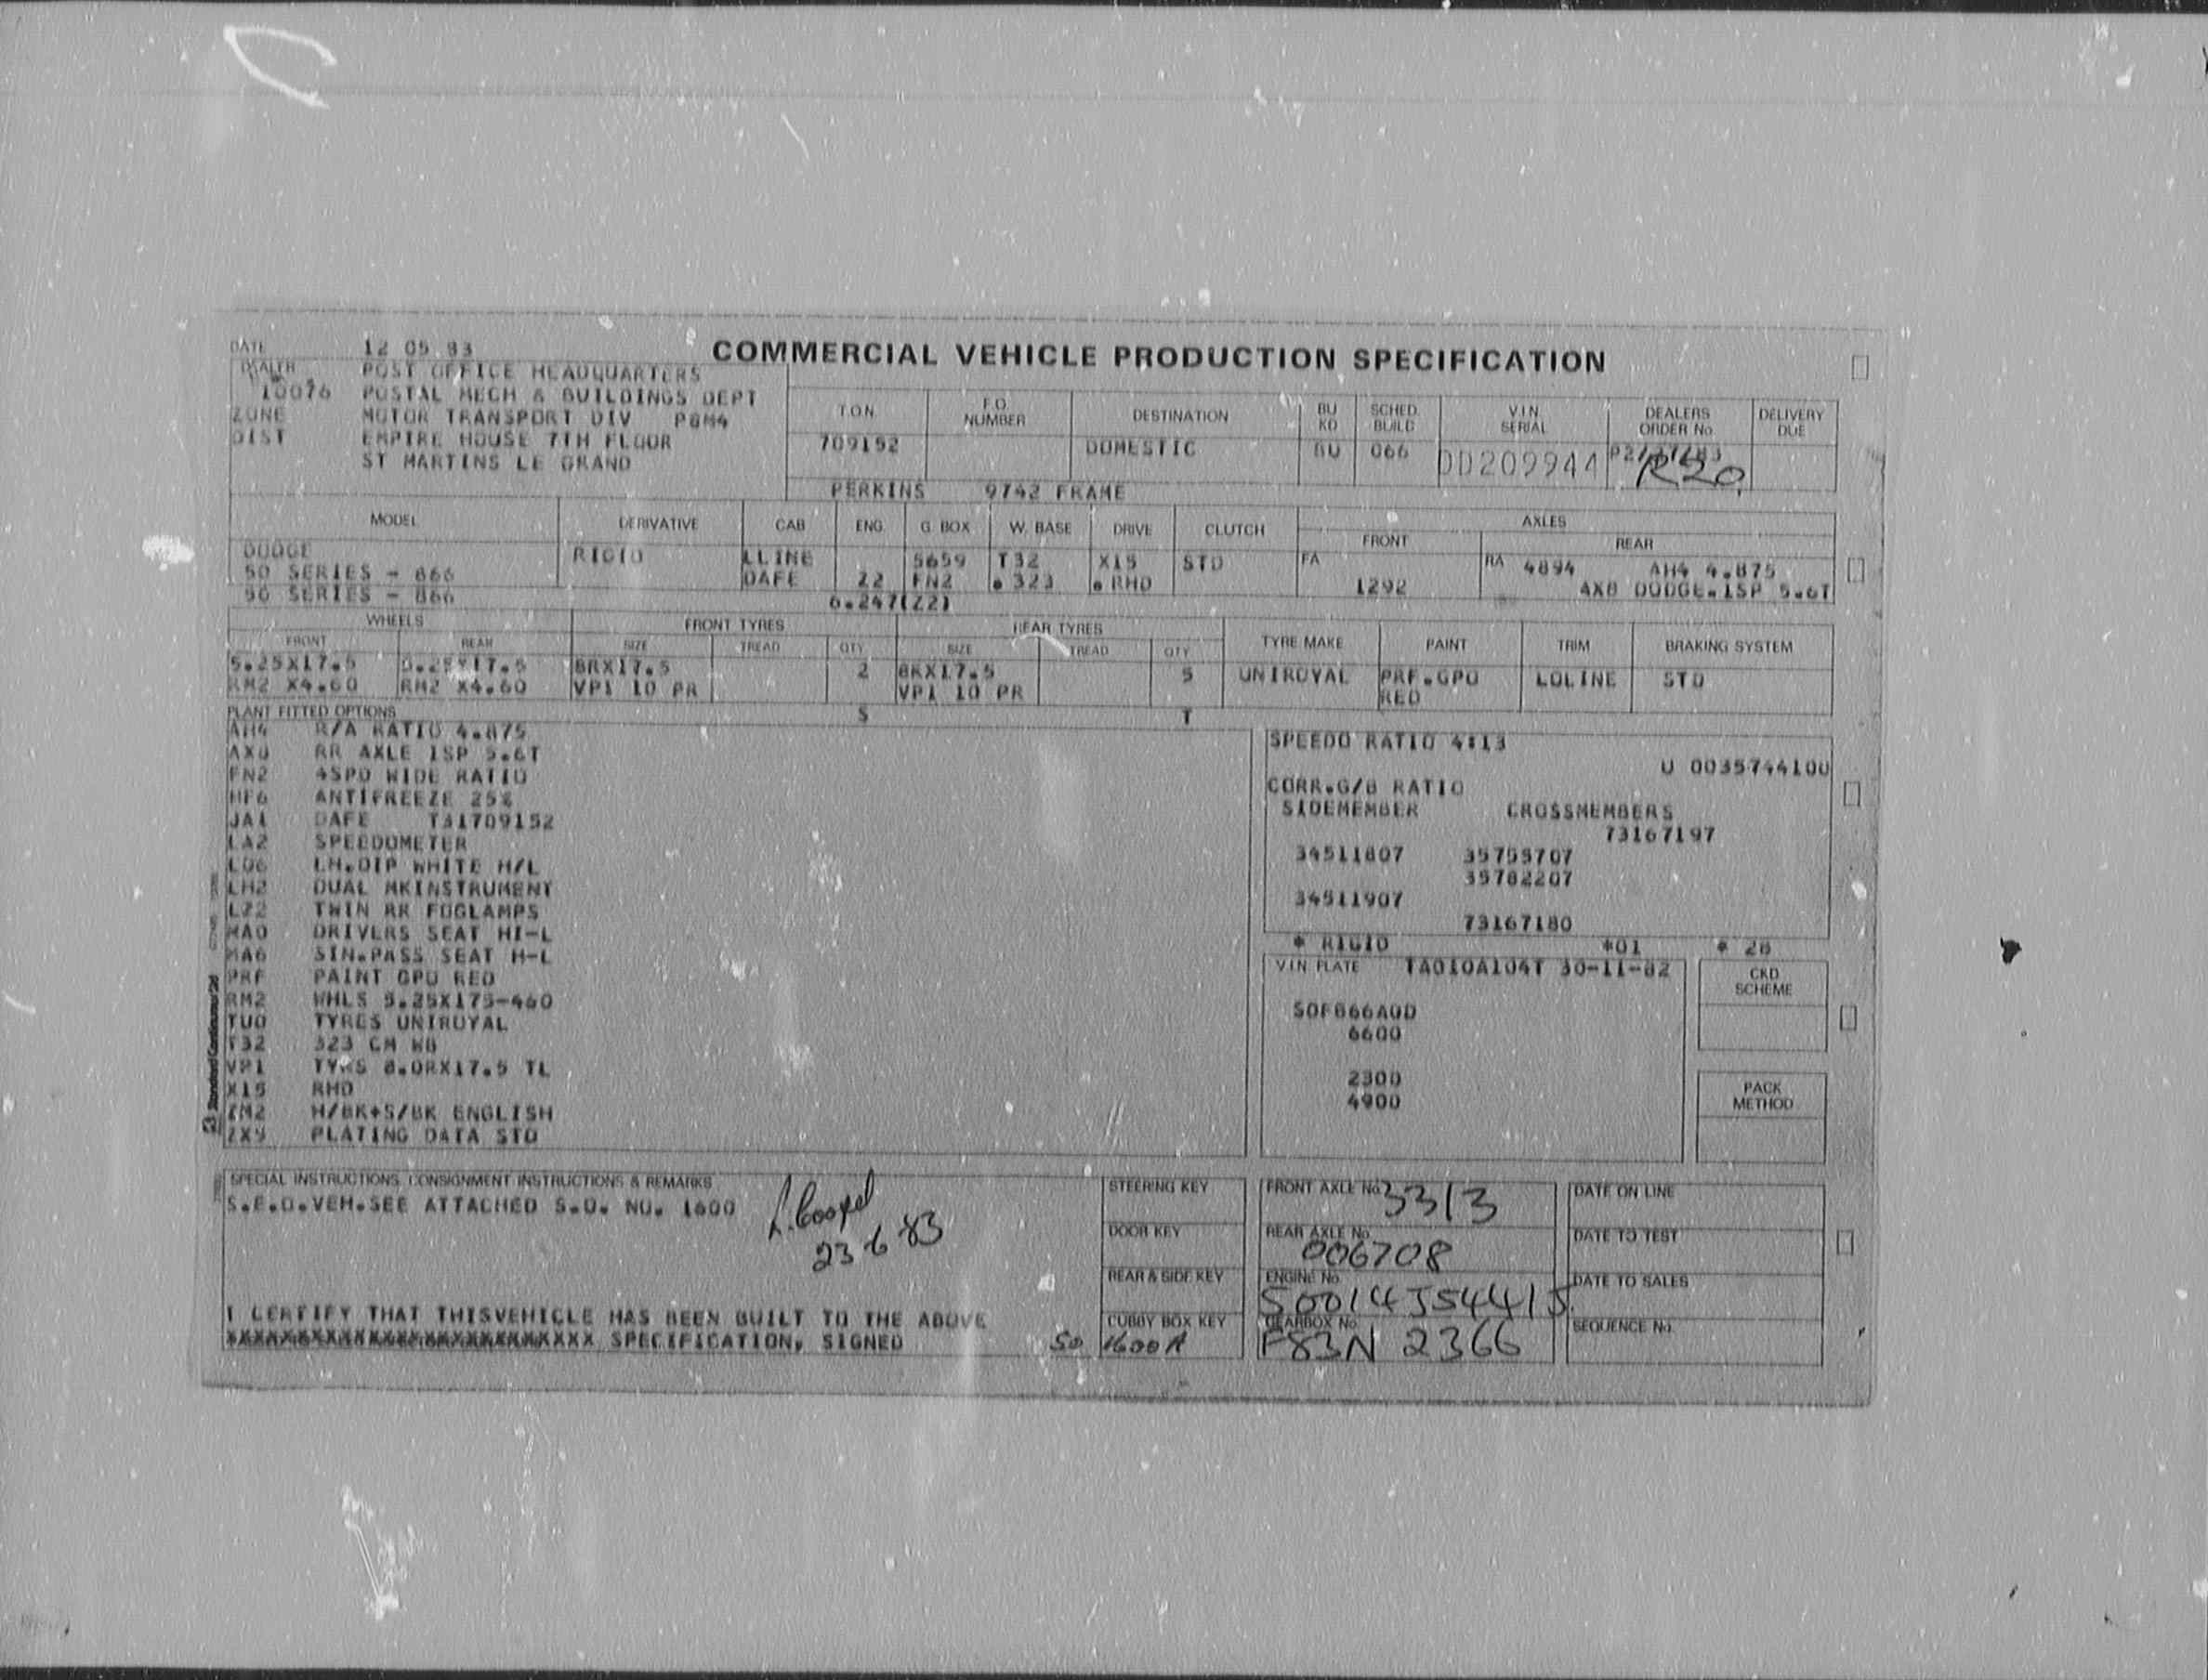 COMMERCIAL VEHICLE PRODUCTION SPECIFICATION
DATE 12 05 83
POST OFFICE HEADQUARTERS
10076 POSTAL MECH & BUILDINGS DEPT
ZONE MOTOR TRANSPORT DIV PBM4
DIST EMPIRE HOUSE 7TH FLOOR
ST MARTINS LE GRAND
T.O.N. F.O. NUMBER DESTINATION BU KD SCHED. BUILD V.I.N. SERIAL DEALERS ORDER No. DELIVERY DUE
709152 DOMESTIC BU 066 DD209944 R20
PERKINS 9742 FRAME
MODEL DERIVATIVE CAB ENG. G. BOX W. BASE DRIVE CLUTCH AXLES
FRONT REAR
DODGE RIGID LLINE 5659 T32 X15 STD FA RA 4894 AH4 4.875
50 SERIES - 866 DAFE Z2 FN2 . 323 . RHD 1292 AX8 DODGE.1SP 5.6T
50 SERIES - 866 6.247(Z2)
WHEELS FRONT TYRES REAR TYRES TYRE MAKE PAINT TRIM BRAKING SYSTEM
FRONT REAR SIZE TREAD QTY SIZE TREAD QTY
5.25X17.5 5.25X17.5 8RX17.5 2 8RX17.5 5 UNIROYAL PRF.GPO LOLINE STD
RM2 X4.60 RM2 X4.60 VP1 10 PR VP1 10 PR RED
PLANT FITTED OPTIONS S T
AH4 R/A RATIO 4.875
AX8 RR AXLE 1SP 5.6T
FN2 4SPD WIDE RATIO
HF6 ANTIFREEZE 25%
JA1 DAFE T31709152
LA2 SPEEDOMETER
LD6 LH.DIP WHITE H/L
LH2 DUAL MKINSTRUMENT
LZ2 TWIN RR FOGLAMPS
MA0 DRIVERS SEAT HI-L
MA6 SIN.PASS SEAT H-L
PRF PAINT GPO RED
RM2 WHLS 5.25X175-460
TU0 TYRES UNIROYAL
T32 323 CM WB
VP1 TYRS 8.0RX17.5 TL
X15 RHD
ZM2 H/BK+S/BK ENGLISH
ZX9 PLATING DATA STD
SPEEDO RATIO 4:13
U 0035744100
CORR.G/B RATIO
SIDEMEMBER CROSSMEMBERS
73167197
34511807 35755707
35782207
34511907
73167180
* RIGID *01 * 28
V.I.N. PLATE TA010A104T 30-11-82
SOF866A0D
6600
2300
4900
CKD SCHEME
PACK METHOD
SPECIAL INSTRUCTIONS, CONSIGNMENT INSTRUCTIONS & REMARKS
S.E.O.VEH.SEE ATTACHED S.O. NO. 1600
23 6 83
I CERTIFY THAT THISVEHICLE HAS BEEN BUILT TO THE ABOVE
SPECIFICATION, SIGNED
STEERING KEY
DOOR KEY
REAR & SIDE KEY
CUBBY BOX KEY
SO 1600A
FRONT AXLE No. 3313
REAR AXLE No. 006708
ENGINE No.
GEARBOX No. F83N 2366
DATE ON LINE
DATE TO TEST
DATE TO SALES
SEQUENCE No.